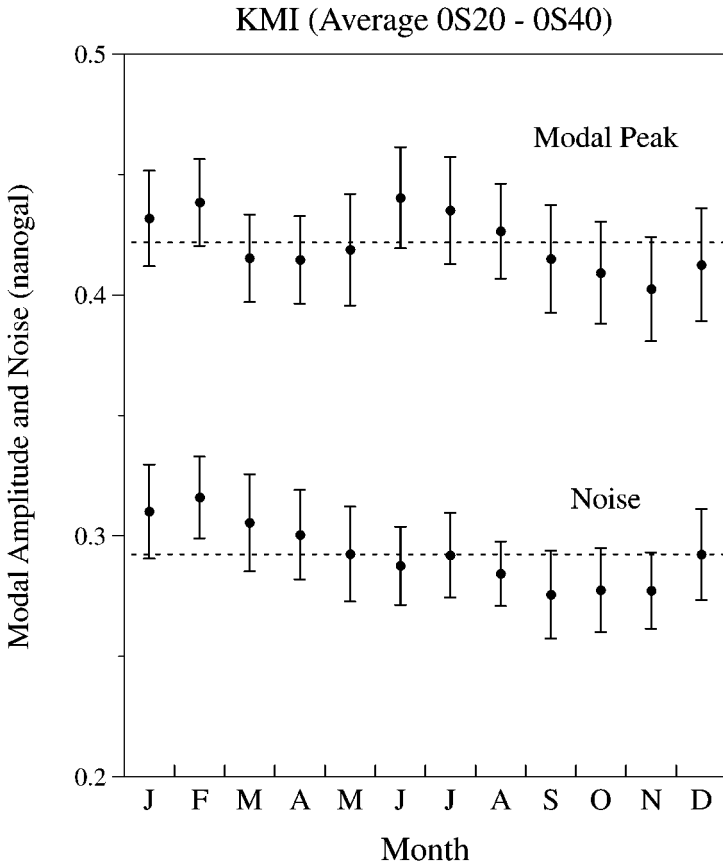 KMI (Average 0S20 - 0S40)
0.5
Modal Peak
0.4
Modal Amplitude and Noise (nanogal)
Noise
0.3
0.2
J F M A M J J A S O N D
Month